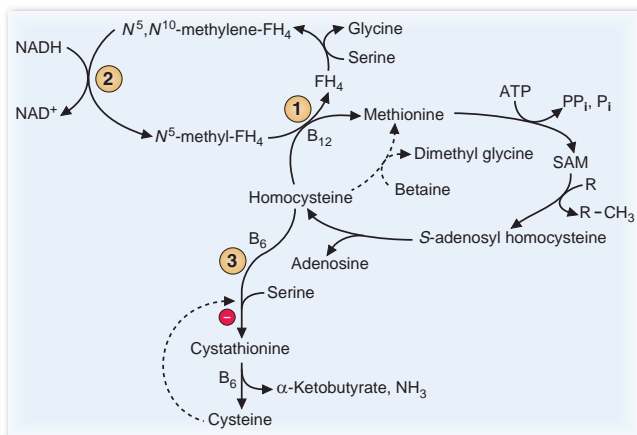 N⁵,N¹⁰-methylene-FH₄
Glycine
NADH
Serine
2
FH₄
ATP
PPᵢ, Pᵢ
1
NAD⁺
Methionine
N⁵-methyl-FH₄
B₁₂
Dimethyl glycine
SAM
Betaine
R
Homocysteine
R–CH₃
B₆
S-adenosyl homocysteine
3
Adenosine
Serine
–
Cystathionine
B₆
α-Ketobutyrate, NH₃
Cysteine